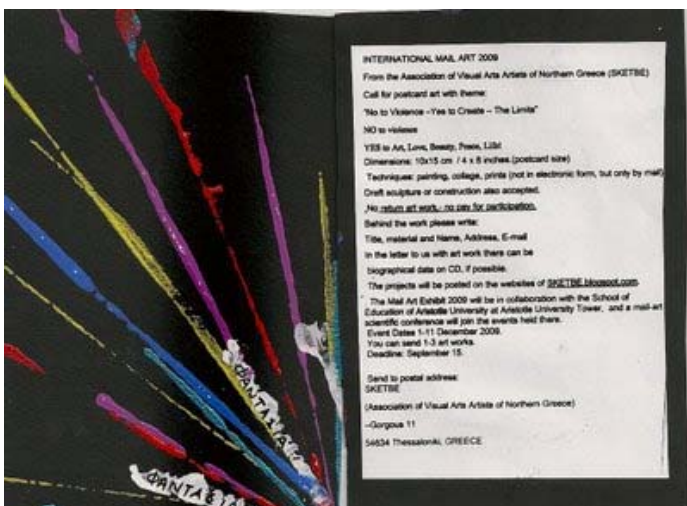 ΦΑΝΤΑΣΙΑ
ΦΑΝΤΑΣΙΑ
INTERNATIONAL MAIL ART 2009
From the Association of Visual Arts Artists of Northern Greece (SKETBE)
Call for postcard art with theme:
"No to Violence -Yes to Create - The Limits"
NO to violence
YES to Art, Love, Beauty, Peace, Life!
Dimensions: 10x15 cm / 4 x 6 inches.(postcard size)
Techniques: painting, collage, prints (not in electronic form, but only by mail)
Draft sculpture or construction also accepted.
No return art work,- no pay for participation.
Behind the work please write:
Title, material and Name, Address, E-mail
In the letter to us with art work there can be
biographical data on CD, if possible.
The projects will be posted on the websites of SKETBE.blogspot.com.
The Mail Art Exhibit 2009 will be in collaboration with the School of
Education of Aristotle University at Aristotle University Tower, and a mail-art
scientific conference will join the events held there.
Event Dates 1-11 December 2009.
You can send 1-3 art works.
Deadline: September 15.
Send to postal address:
SKETBE
(Association of Visual Arts Artists of Northern Greece)
-Gorgous 11
54634 Thessaloniki, GREECE